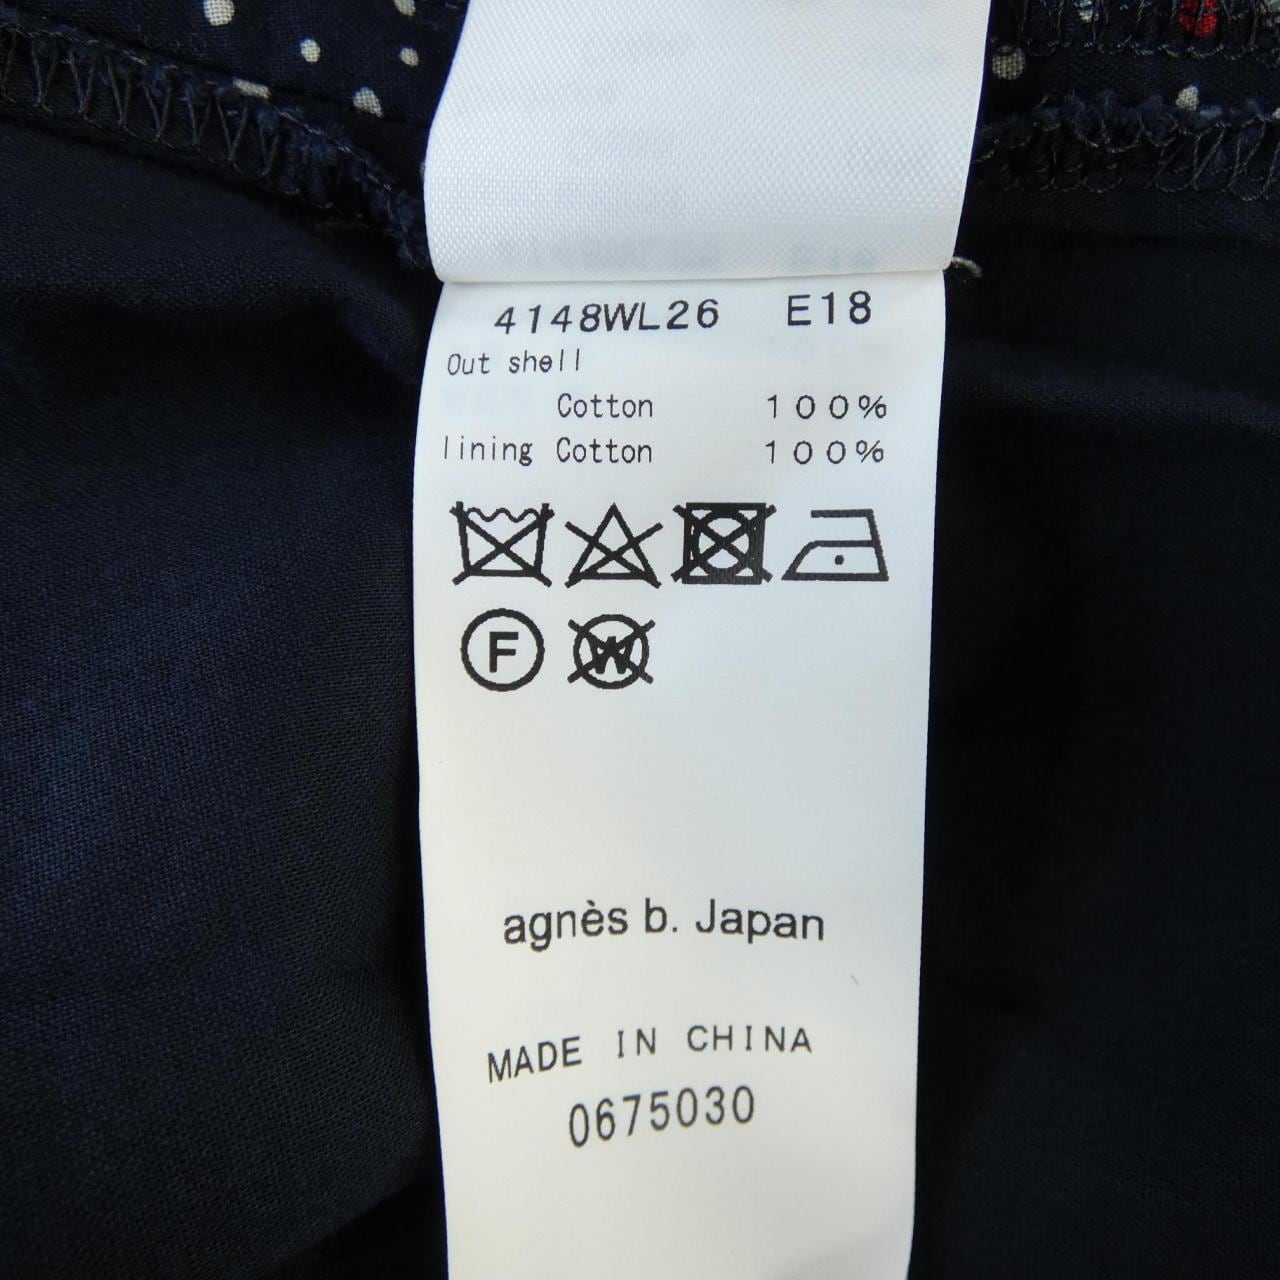 4148WL26 E18
Out shell
Cotton 100%
lining Cotton 100%
F W
agnès b. Japan
MADE IN CHINA
0675030